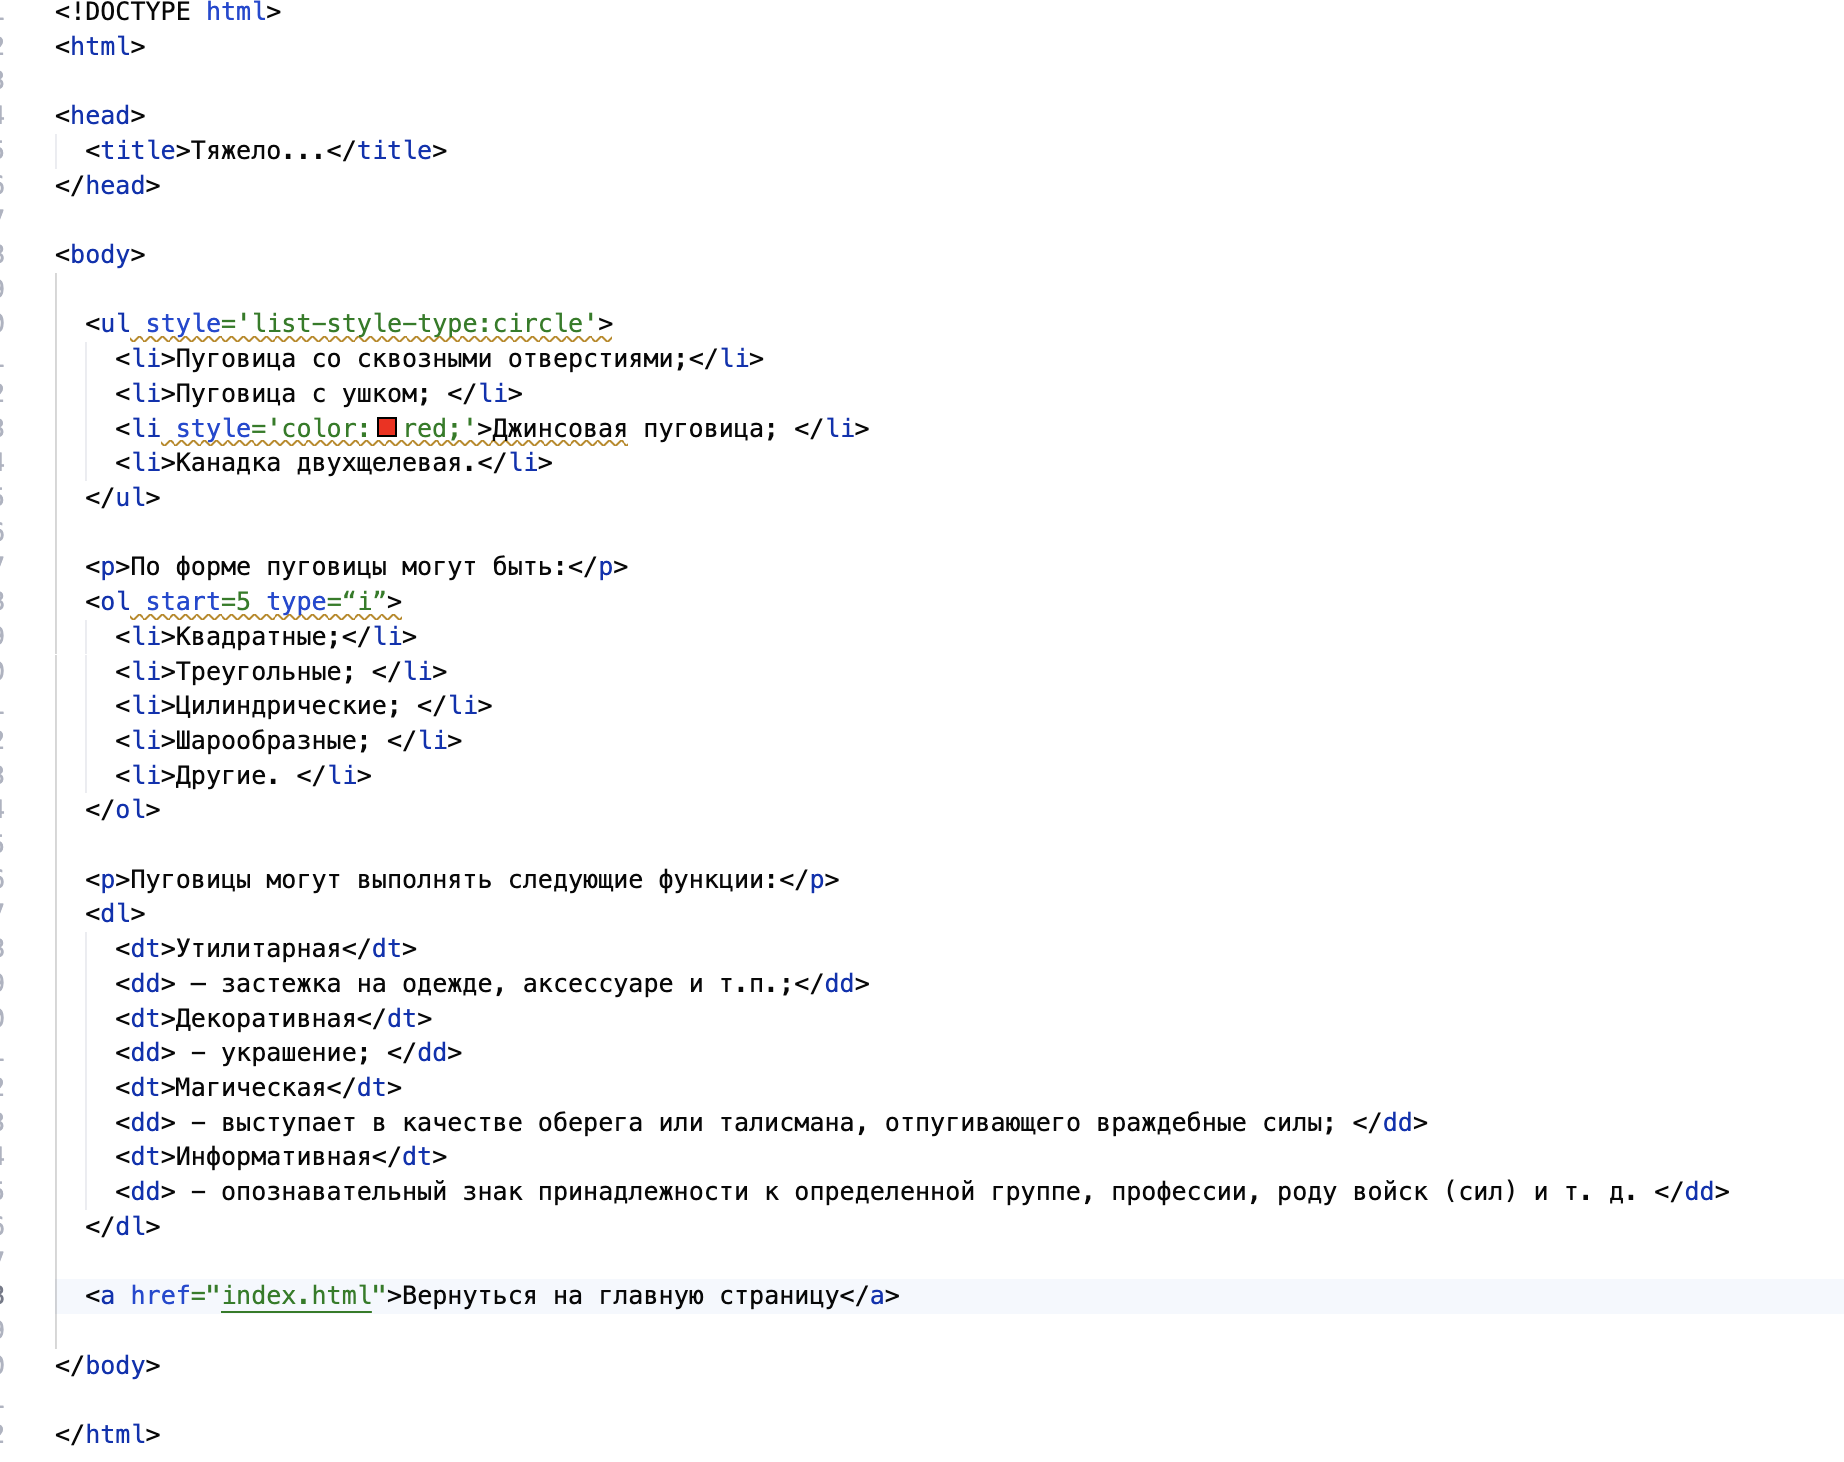 <!DOCTYPE html>
<html>
<head>
<title>Тяжело...</title>
</head>
<body>
<ul style='list-style-type:circle'>
<li>Пуговица со сквозными отверстиями;</li>
<li>Пуговица с ушком; </li>
<li style='color:red;'>Джинсовая пуговица; </li>
<li>Канадка двухщелевая.</li>
</ul>
<p>По форме пуговицы могут быть:</p>
<ol start=5 type=“i”>
<li>Квадратные;</li>
<li>Треугольные; </li>
<li>Цилиндрические; </li>
<li>Шарообразные; </li>
<li>Другие. </li>
</ol>
<p>Пуговицы могут выполнять следующие функции:</p>
<dl>
<dt>Утилитарная</dt>
<dd> – застежка на одежде, аксессуаре и т.п.;</dd>
<dt>Декоративная</dt>
<dd> - украшение; </dd>
<dt>Магическая</dt>
<dd> - выступает в качестве оберега или талисмана, отпугивающего враждебные силы; </dd>
<dt>Информативная</dt>
<dd> - опознавательный знак принадлежности к определенной группе, профессии, роду войск (сил) и т. д. </dd>
</dl>
<a href="index.html">Вернуться на главную страницу</a>
</body>
</html>